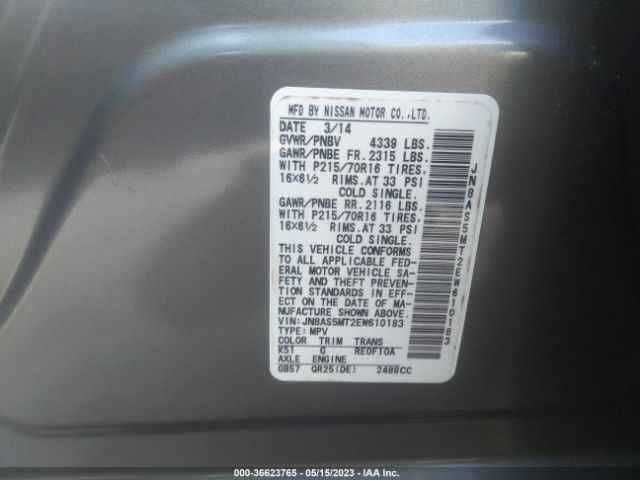 MFD BY NISSAN MOTOR CO.,LTD.
DATE 3/14
GVWR/PNBV 4339 LBS.
GAWR/PNBE FR. 2315 LBS.
WITH P215/70R16 TIRES,
16×6½ RIMS.AT 33 PSI
COLD SINGLE.
GAWR/PNBE RR. 2116 LBS.
WITH P215/70R16 TIRES,
16×6½ RIMS.AT 33 PSI
COLD SINGLE.
THIS VEHICLE CONFORMS
TO ALL APPLICABLE FED-
ERAL MOTOR VEHICLE SA-
FETY AND THEFT PREVEN-
TION STANDARDS IN EFF-
ECT ON THE DATE OF MA-
NUFACTURE SHOWN ABOVE.
VIN:JN8AS5MT2EW610183
TYPE:MPV
COLOR TRIM TRANS
K51 G RE0F10A
AXLE ENGINE
GB57 QR25(DE) 2488CC
JN8AS5MT2EW610183
000-36623765 - 05/15/2023 - IAA Inc.